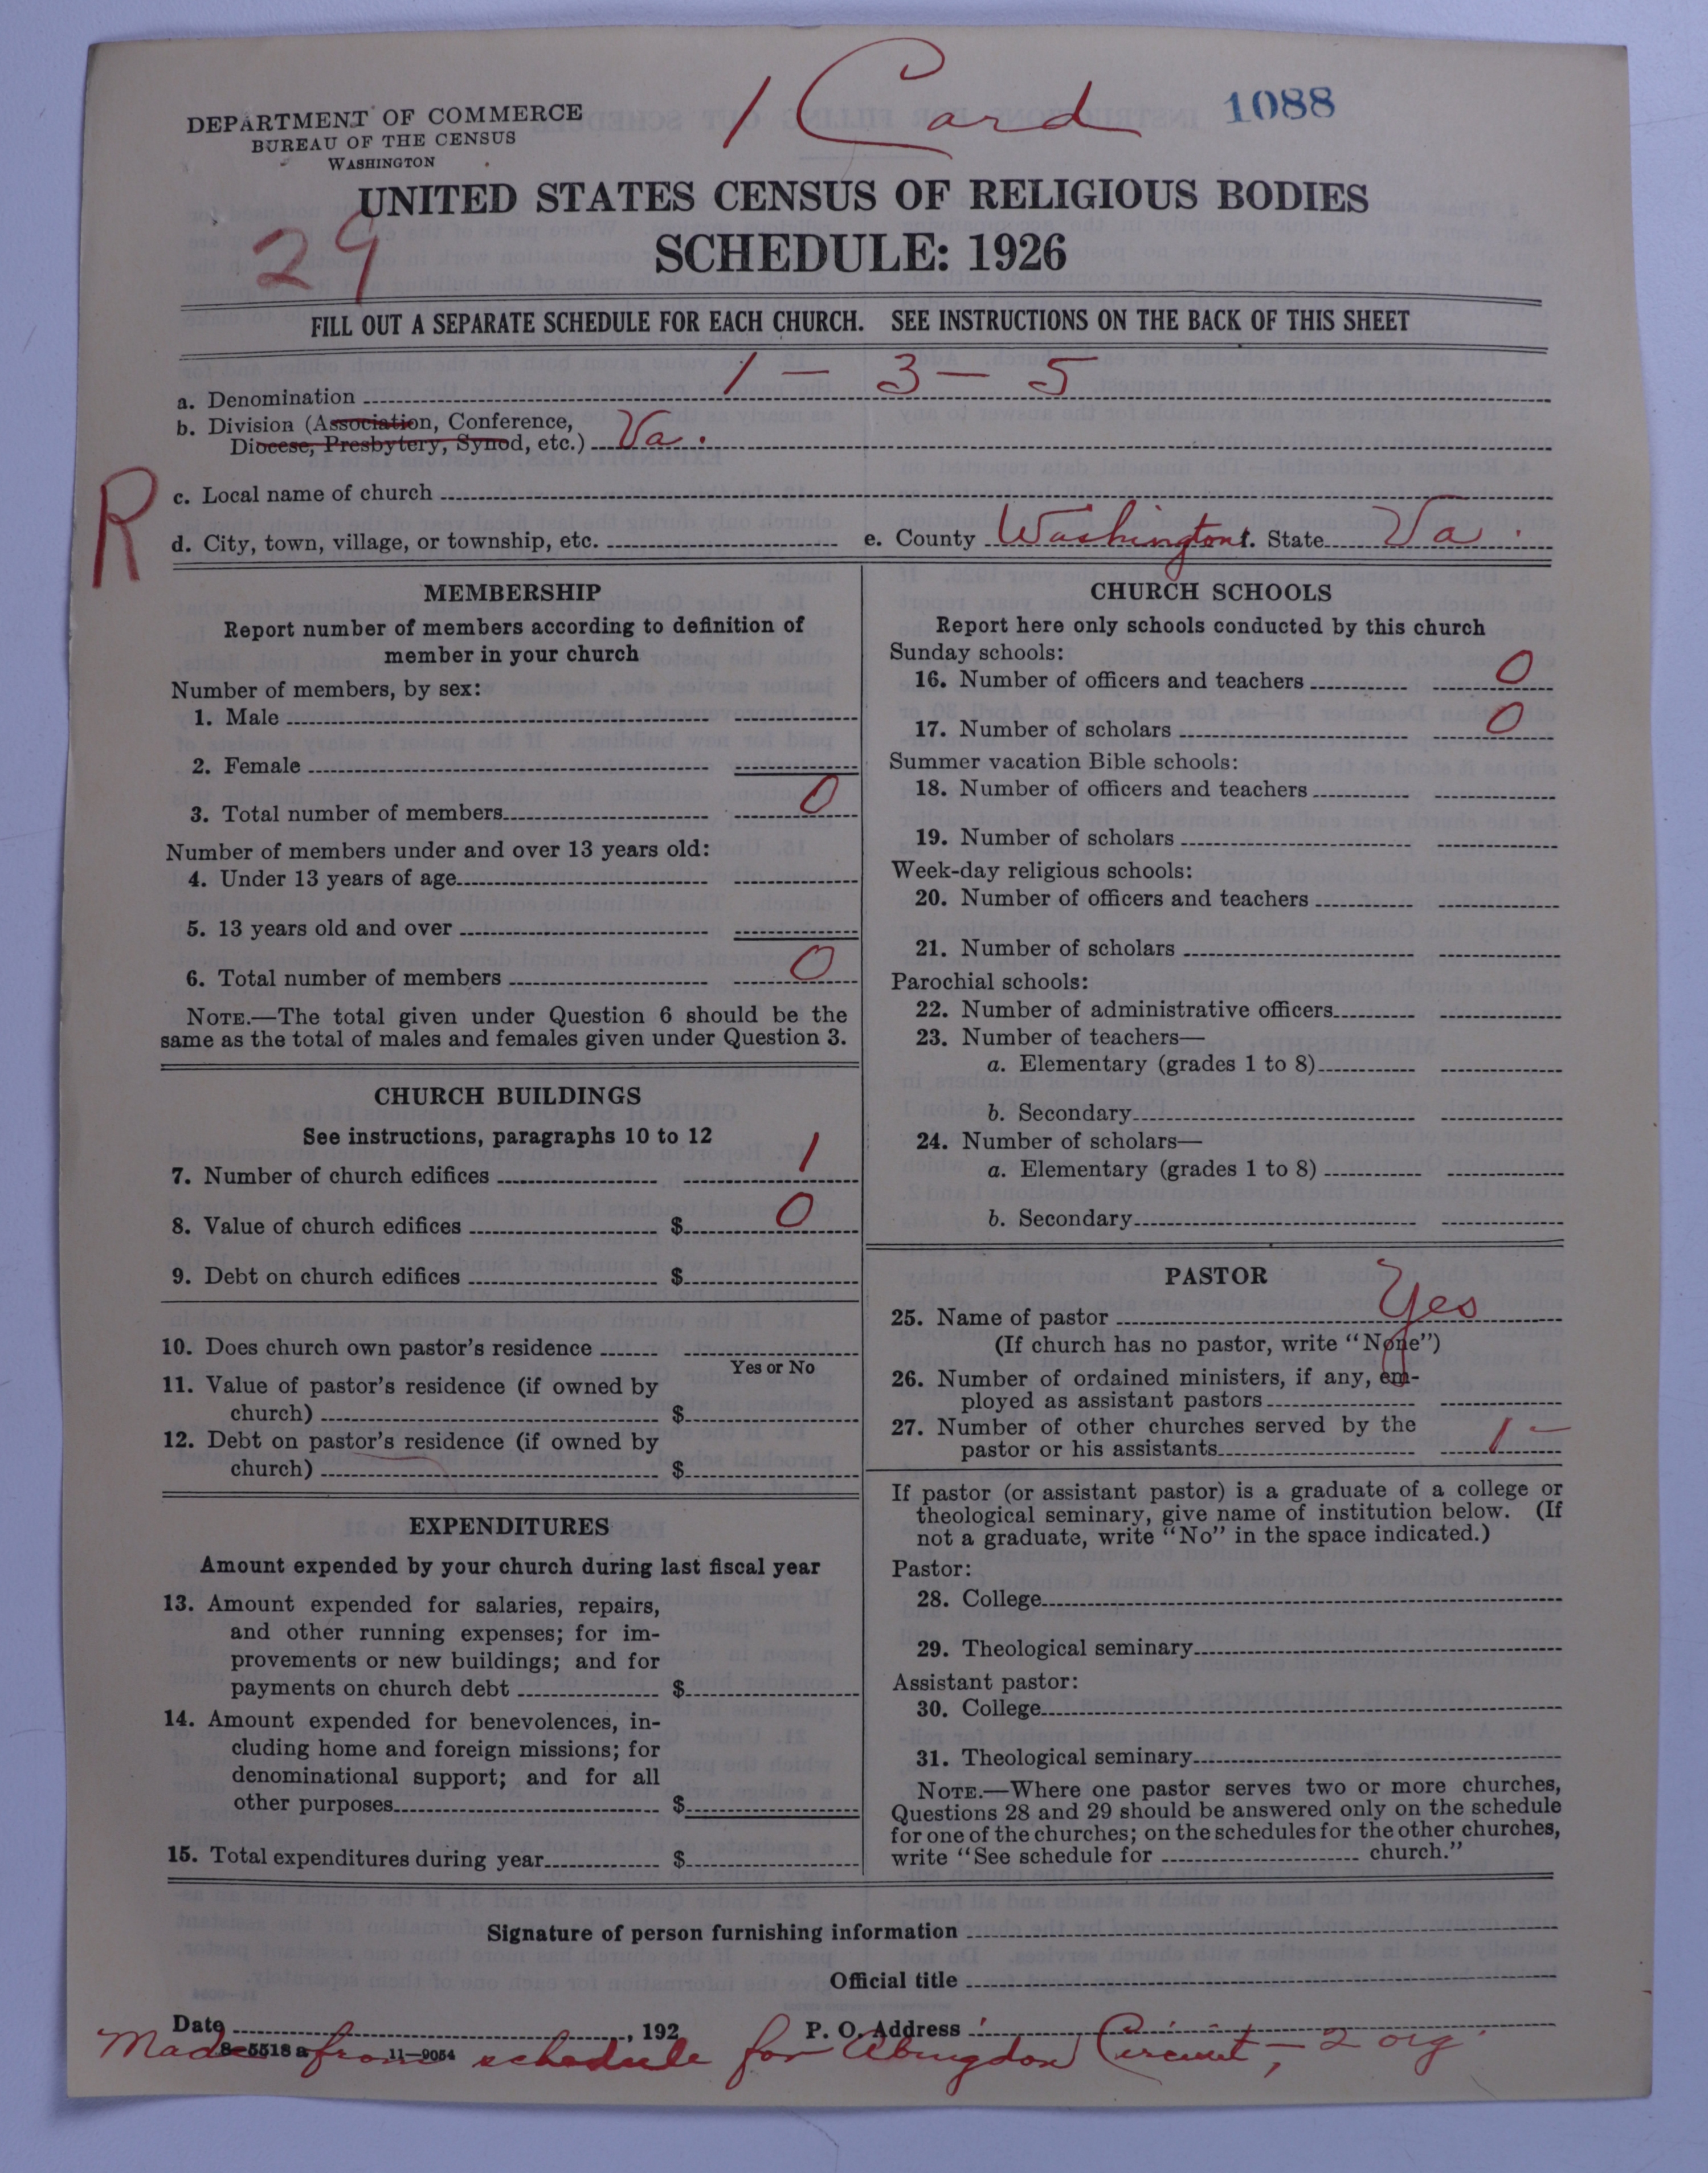 1 Card 1088
DEPARTMENT OF COMMERCE
BUREAU OF THE CENSUS
WASHINGTON
UNITED STATES CENSUS OF RELIGIOUS BODIES
29
SCHEDULE: 1926
FILL OUT A SEPARATE SCHEDULE FOR EACH CHURCH. SEE INSTRUCTIONS ON THE BACK OF THIS SHEET
a. Denomination 1 – 3 – 5
b. Division (Association, Conference,
Diocese, Presbytery, Synod, etc.) Va.
R
c. Local name of church
d. City, town, village, or township, etc. e. County Washington f. State Va.
MEMBERSHIP
Report number of members according to definition of
member in your church
Number of members, by sex:
1. Male
2. Female
3. Total number of members 0
Number of members under and over 13 years old:
4. Under 13 years of age
5. 13 years old and over
6. Total number of members 0
NOTE.—The total given under Question 6 should be the
same as the total of males and females given under Question 3.
CHURCH BUILDINGS
See instructions, paragraphs 10 to 12
7. Number of church edifices 1
8. Value of church edifices $ 0
9. Debt on church edifices $
10. Does church own pastor's residence
Yes or No
11. Value of pastor's residence (if owned by
church) $
12. Debt on pastor's residence (if owned by
church) $
EXPENDITURES
Amount expended by your church during last fiscal year
13. Amount expended for salaries, repairs,
and other running expenses; for im-
provements or new buildings; and for
payments on church debt $
14. Amount expended for benevolences, in-
cluding home and foreign missions; for
denominational support; and for all
other purposes $
15. Total expenditures during year $
CHURCH SCHOOLS
Report here only schools conducted by this church
Sunday schools:
16. Number of officers and teachers 0
17. Number of scholars 0
Summer vacation Bible schools:
18. Number of officers and teachers
19. Number of scholars
Week-day religious schools:
20. Number of officers and teachers
21. Number of scholars
Parochial schools:
22. Number of administrative officers
23. Number of teachers—
a. Elementary (grades 1 to 8)
b. Secondary
24. Number of scholars—
a. Elementary (grades 1 to 8)
b. Secondary
PASTOR
25. Name of pastor Yes
(If church has no pastor, write "None")
26. Number of ordained ministers, if any, em-
ployed as assistant pastors
27. Number of other churches served by the
pastor or his assistants 1 –
If pastor (or assistant pastor) is a graduate of a college or
theological seminary, give name of institution below. (If
not a graduate, write "No" in the space indicated.)
Pastor:
28. College
29. Theological seminary
Assistant pastor:
30. College
31. Theological seminary
NOTE.—Where one pastor serves two or more churches,
Questions 28 and 29 should be answered only on the schedule
for one of the churches; on the schedules for the other churches,
write "See schedule for church."
Signature of person furnishing information
Official title
Date , 192 P. O. Address
8—5518 a 11—9054
Made from schedule for Abingdon Circuit, – 2 org.